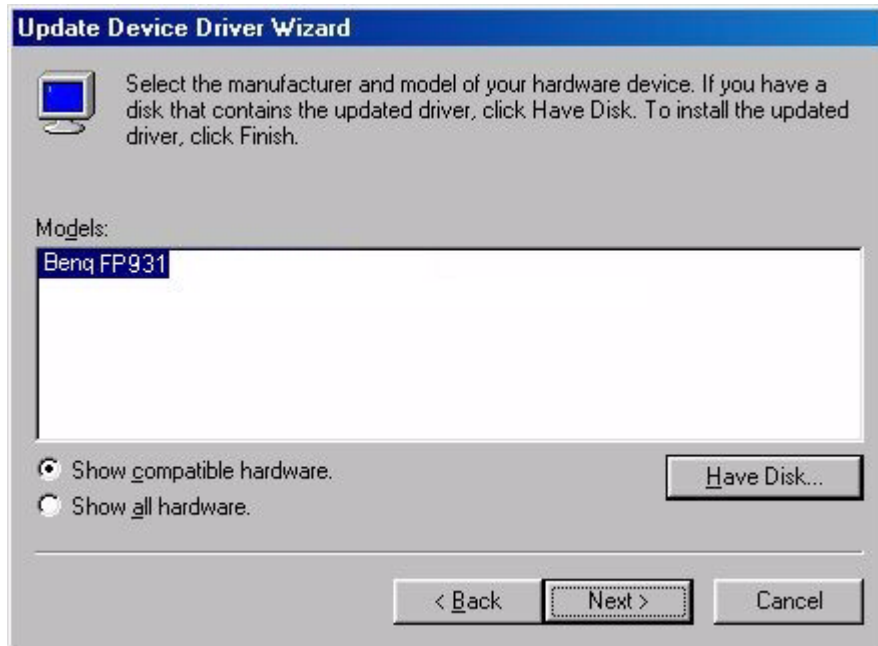 Update Device Driver Wizard
Select the manufacturer and model of your hardware device. If you have a
disk that contains the updated driver, click Have Disk. To install the updated
driver, click Finish.
Models:
Benq FP931
Show compatible hardware.
Show all hardware.
Have Disk...
< Back
Next >
Cancel